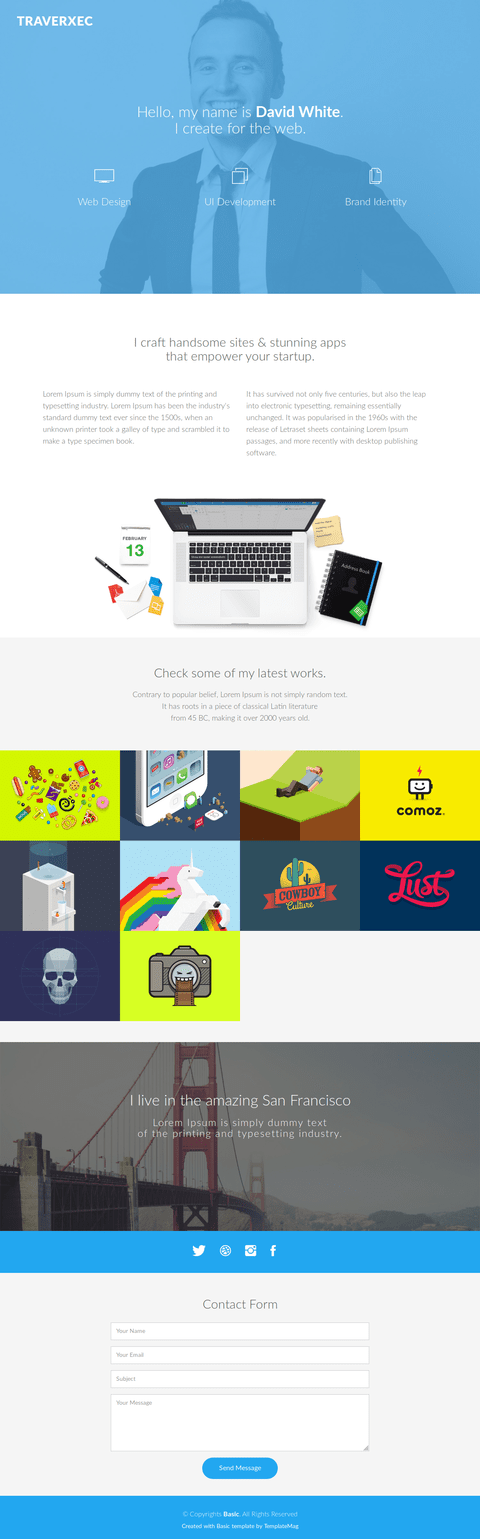 TRAVERXEC
Hello, my name is David White.
I create for the web.
Web Design
UI Development
Brand Identity
I craft handsome sites & stunning apps
that empower your startup.
Lorem Ipsum is simply dummy text of the printing and
typesetting industry. Lorem Ipsum has been the industry's
standard dummy text ever since the 1500s, when an
unknown printer took a galley of type and scrambled it to
make a type specimen book.
It has survived not only five centuries, but also the leap
into electronic typesetting, remaining essentially
unchanged. It was popularised in the 1960s with the
release of Letraset sheets containing Lorem Ipsum
passages, and more recently with desktop publishing
software.
FEBRUARY
13
Address Book
Check some of my latest works.
Contrary to popular belief, Lorem Ipsum is not simply random text.
It has roots in a piece of classical Latin literature
from 45 BC, making it over 2000 years old.
comoz.
COWBOY
Culture
Lust
I live in the amazing San Francisco
Lorem Ipsum is simply dummy text
of the printing and typesetting industry.
Contact Form
Your Name
Your Email
Subject
Your Message
Send Message
© Copyrights Basic. All Rights Reserved
Created with Basic template by TemplateMag